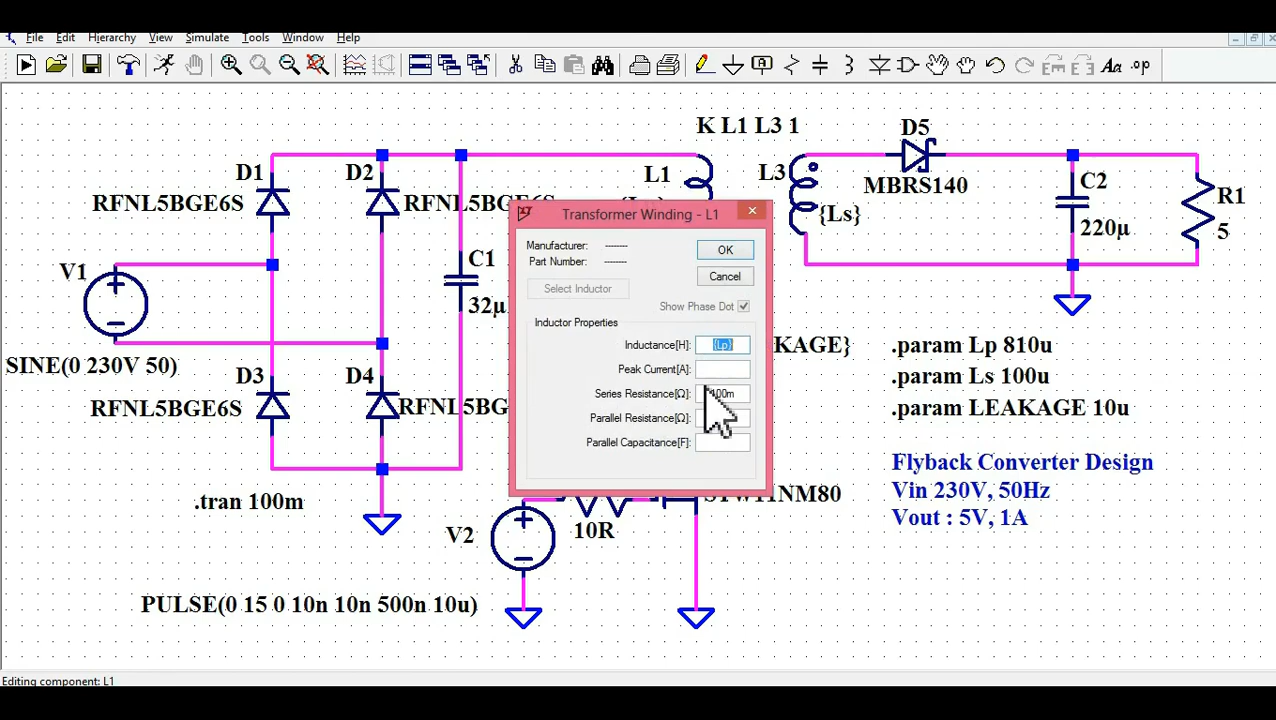 File Edit Hierarchy View Simulate Tools Window Help
Aa .op
K L1 L3 1
D5
MBRS140
D1
RFNL5BGE6S
D2
RFNL5BGE6S
L1
L3
{Ls}
C2
220µ
R1
5
V1
SINE(0 230V 50)
C1
32µ
Transformer Winding - L1
Manufacturer: --------
Part Number: --------
OK
Cancel
Select Inductor
Show Phase Dot
Inductor Properties
Inductance[H]: {Lp}
Peak Current[A]:
Series Resistance[Ω]: 100m
Parallel Resistance[Ω]:
Parallel Capacitance[F]:
.param Lp 810u
.param Ls 100u
.param LEAKAGE 10u
D3
RFNL5BGE6S
D4
Flyback Converter Design
Vin 230V, 50Hz
Vout : 5V, 1A
.tran 100m
V2
10R
PULSE(0 15 0 10n 10n 500n 10u)
Editing component: L1